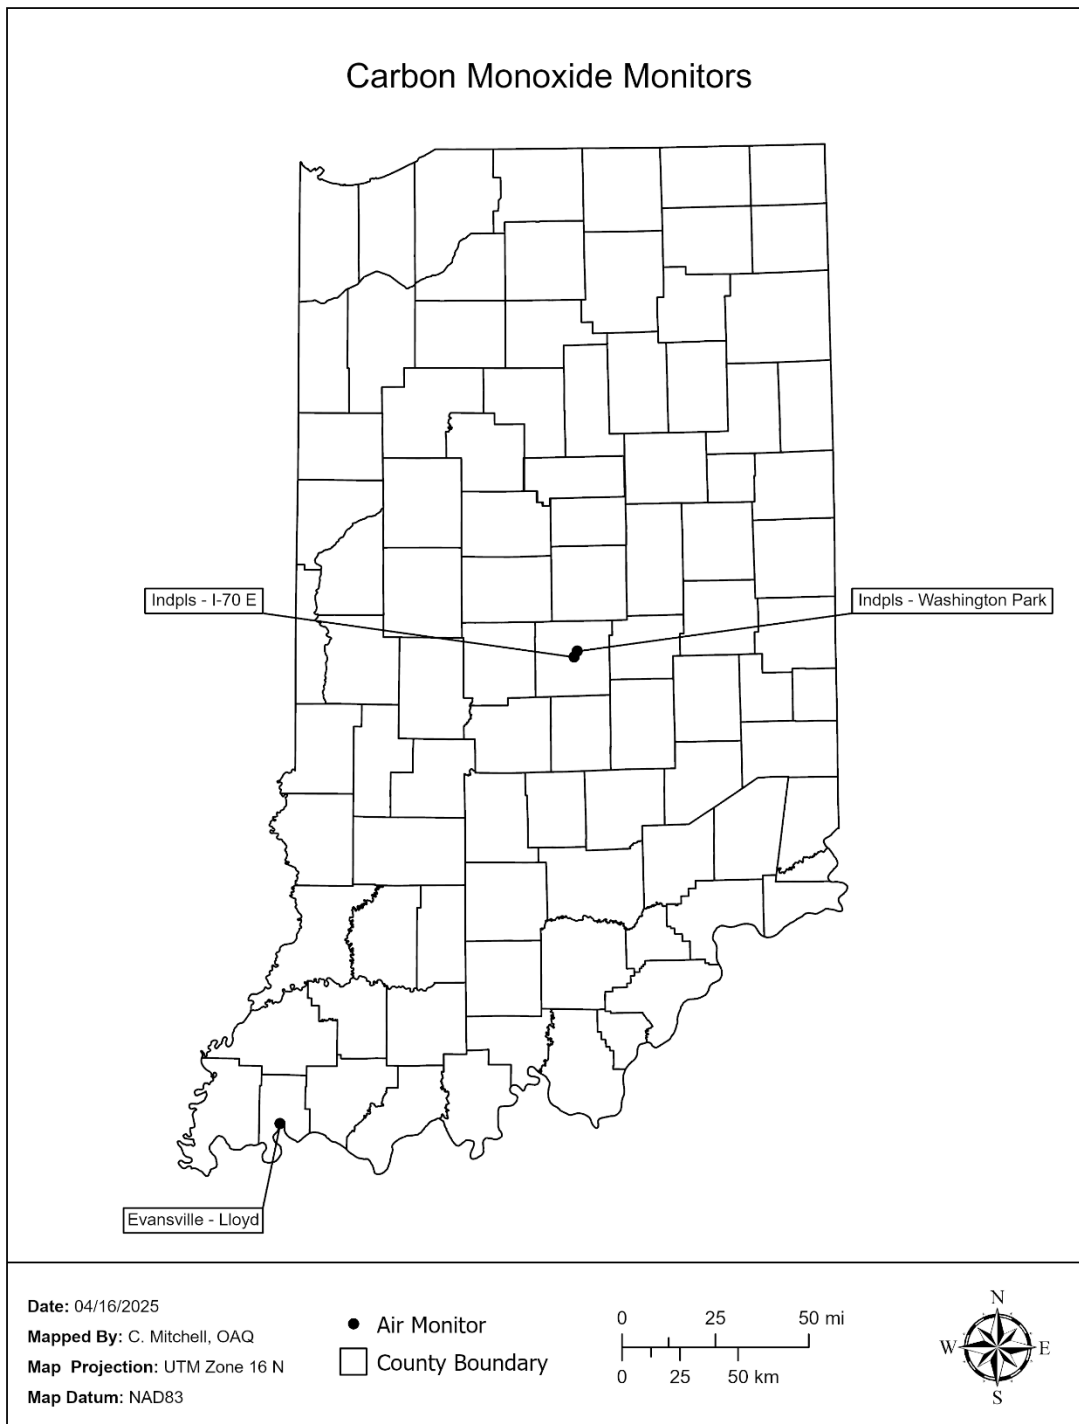 Carbon Monoxide Monitors
Indpls - I-70 E
Indpls - Washington Park
Evansville - Lloyd
Date: 04/16/2025
Mapped By: C. Mitchell, OAQ
Map Projection: UTM Zone 16 N
Map Datum: NAD83
Air Monitor
County Boundary
0 25 50 mi
0 25 50 km
N
W E
S